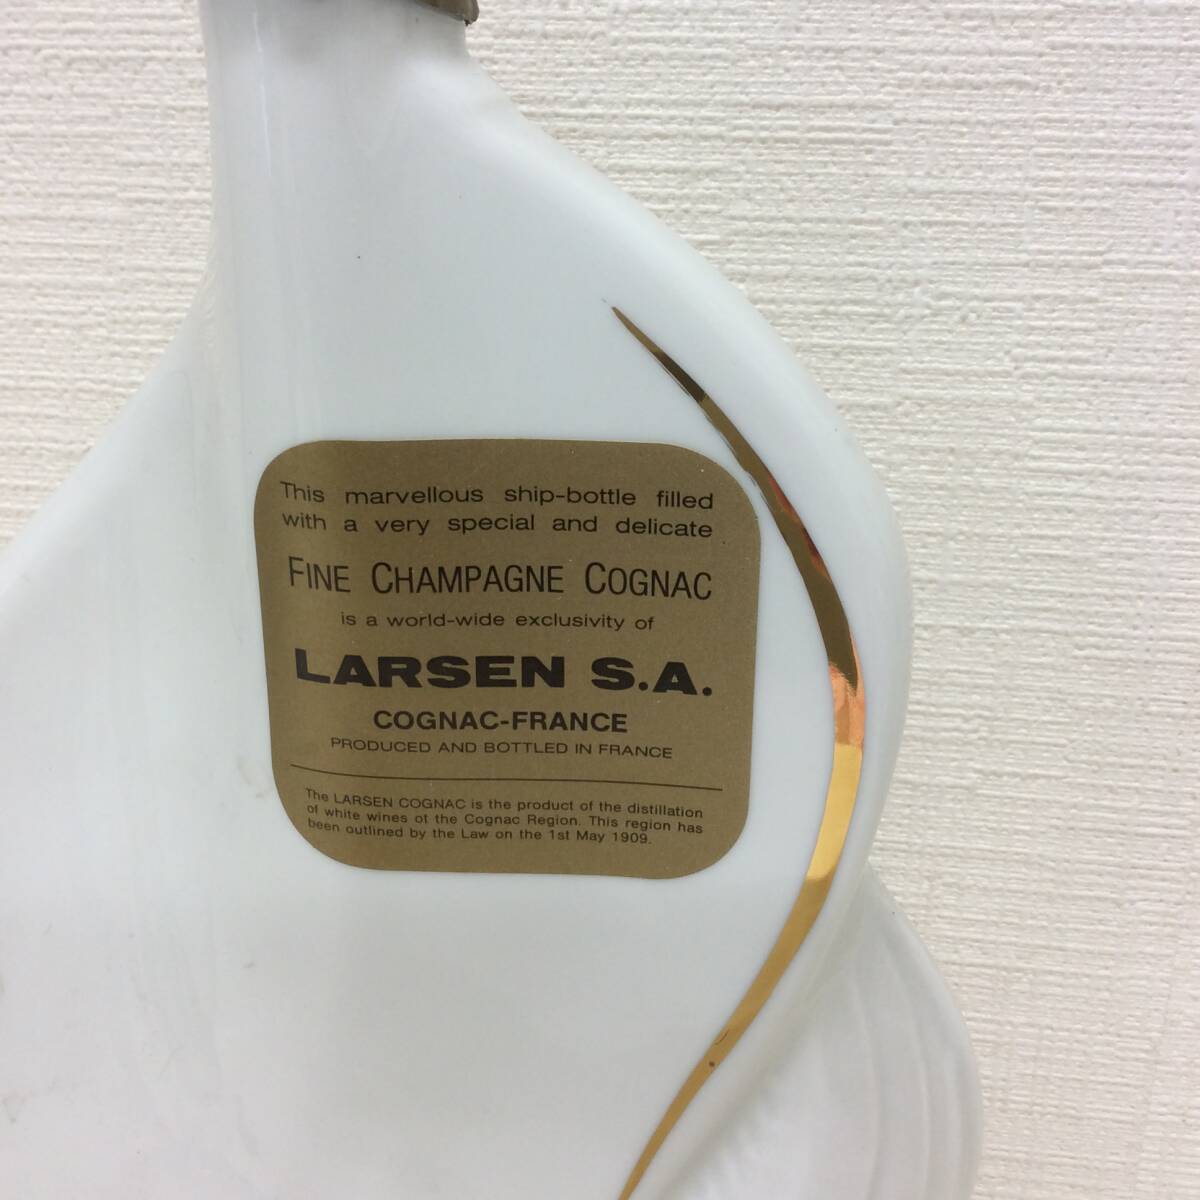 This marvellous ship-bottle filled
with a very special and delicate
FINE CHAMPAGNE COGNAC
is a world-wide exclusivity of
LARSEN S.A.
COGNAC-FRANCE
PRODUCED AND BOTTLED IN FRANCE
The LARSEN COGNAC is the product of the distillation
of white wines of the Cognac Region. This region has
been outlined by the Law on the 1st May 1909.